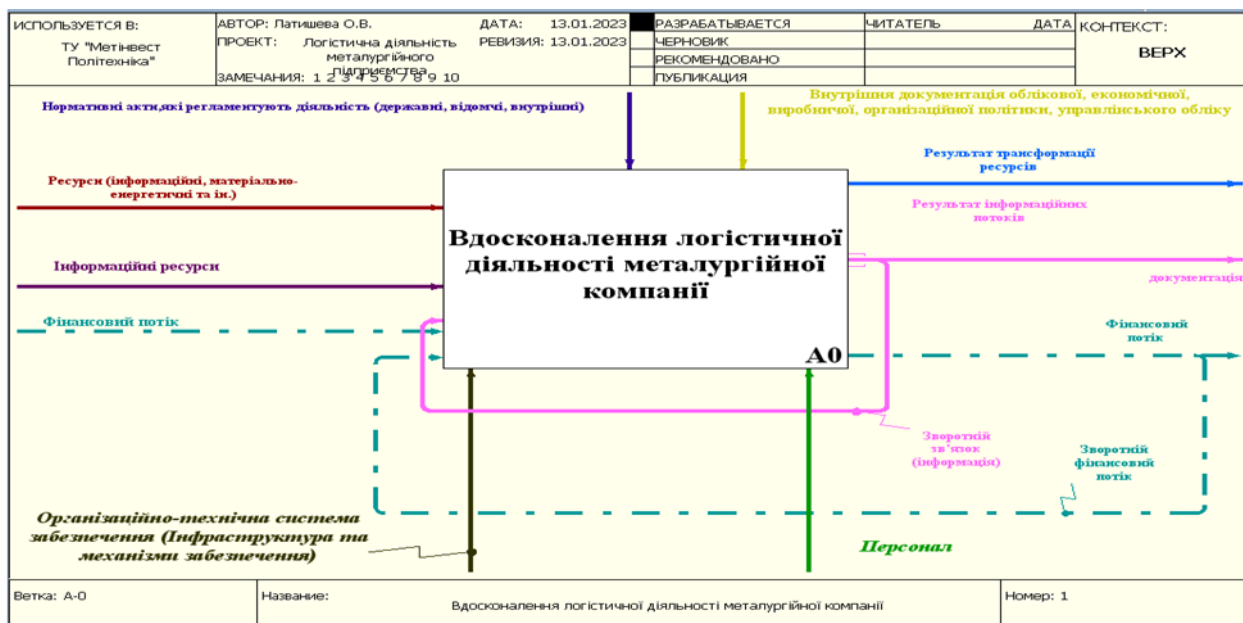 ИСПОЛЬЗУЕТСЯ В:
ТУ "Метінвест
Політехніка"
АВТОР: Латишева О.В.
ДАТА: 13.01.2023
ПРОЕКТ: Логістична діяльність
металургійного
підприємства
РЕВИЗИЯ: 13.01.2023
ЗАМЕЧАНИЯ: 1 2 3 4 5 6 7 8 9 10
РАЗРАБАТЫВАЕТСЯ
ЧЕРНОВИК
РЕКОМЕНДОВАНО
ПУБЛИКАЦИЯ
ЧИТАТЕЛЬ ДАТА
КОНТЕКСТ:
ВЕРХ
Нормативні акти,які регламентують діяльність (державні, відомчі, внутрішні)
Внутрішня документація облікової, економічної,
виробничої, організаційної політики, управлінського обліку
Ресурси (інформаційні, матеріально-
енергетичні та ін.)
Результат трансформації
ресурсів
Результат інформаційних
потоків
Вдосконалення логістичної
діяльності металургійної
компанії
A0
Інформаційні ресурси
документація
Фінансовий потік
Фінансовий
потік
Зворотній
зв'язок
(інформація)
Зворотній
фінансовий
потік
Організаційно-технічна система
забезпечення (Інфраструктура та
механізми забезпечення)
Персонал
Ветка: A-0
Название:
Вдосконалення логістичної діяльності металургійної компанії
Номер: 1